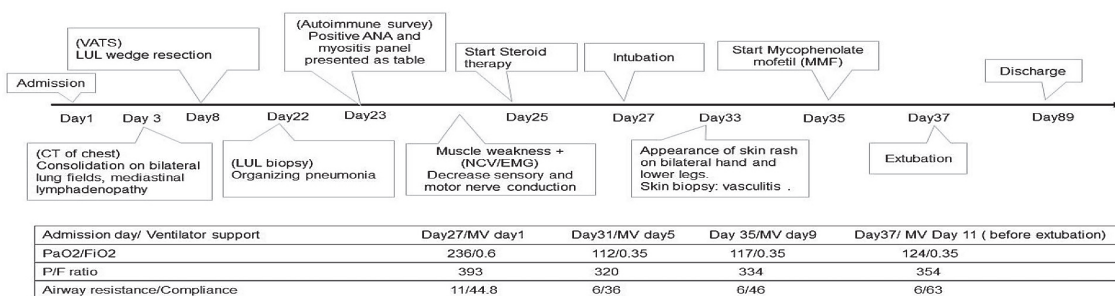 (VATS)
LUL wedge resection
(Autoimmune survey)
Positive ANA and
myositis panel
presented as table
Start Steroid
therapy
Intubation
Start Mycophenolate
mofetil (MMF)
Discharge
Admission
Day1
Day 3
Day8
Day22
Day23
Day25
Day27
Day33
Day35
Day37
Day89
(CT of chest)
Consolidation on bilateral
lung fields, mediastinal
lymphadenopathy
(LUL biopsy)
Organizing pneumonia
Muscle weakness +
(NCV/EMG)
Decrease sensory and
motor nerve conduction
Appearance of skin rash
on bilateral hand and
lower legs.
Skin biopsy: vasculitis .
Extubation
Admission day/ Ventilator support Day27/MV day1 Day31/MV day5 Day 35/MV day9 Day37/ MV Day 11 ( before extubation)
PaO2/FiO2 236/0.6 112/0.35 117/0.35 124/0.35
P/F ratio 393 320 334 354
Airway resistance/Compliance 11/44.8 6/36 6/46 6/63